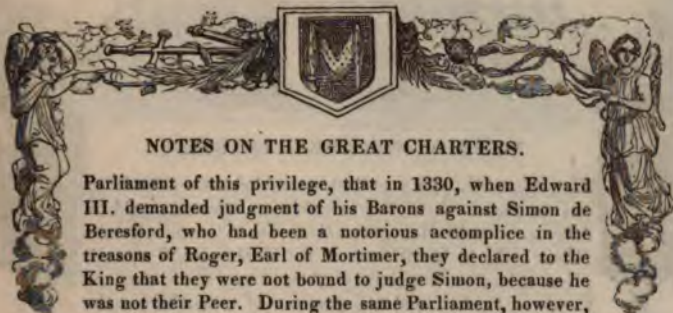 NOTES ON THE GREAT CHARTERS.
Parliament of this privilege, that in 1330, when Edward
III. demanded judgment of his Barons against Simon de
Beresford, who had been a notorious accomplice in the
treasons of Roger, Earl of Mortimer, they declared to the
King that they were not bound to judge Simon, because he
was not their Peer. During the same Parliament, however,